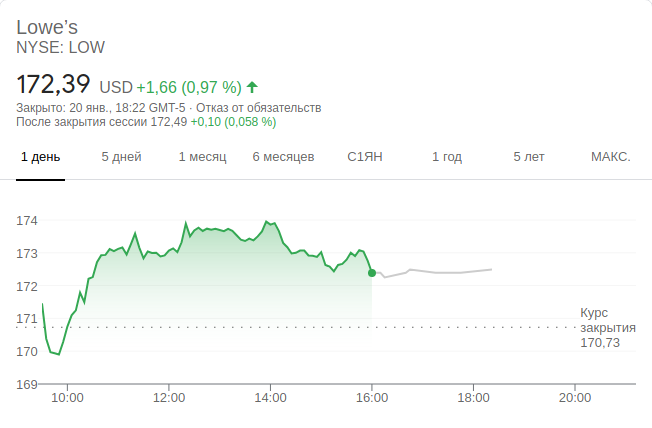 Lowe’s
NYSE: LOW
172,39 USD +1,66 (0,97 %)
Закрыто: 20 янв., 18:22 GMT-5 · Отказ от обязательств
После закрытия сессии 172,49 +0,10 (0,058 %)
1 день 5 дней 1 месяц 6 месяцев С1ЯН 1 год 5 лет МАКС.
174
173
172
171
170
169
Курс
закрытия
170,73
10:00 12:00 14:00 16:00 18:00 20:00